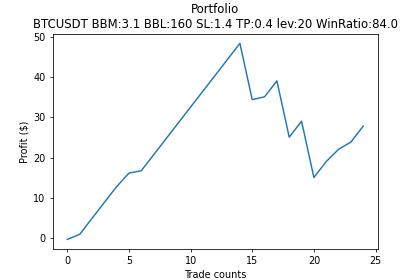 Portfolio
BTCUSDT BBM:3.1 BBL:160 SL:1.4 TP:0.4 lev:20 WinRatio:84.0
50
40
30
20
10
0
Profit ($)
0 5 10 15 20 25
Trade counts